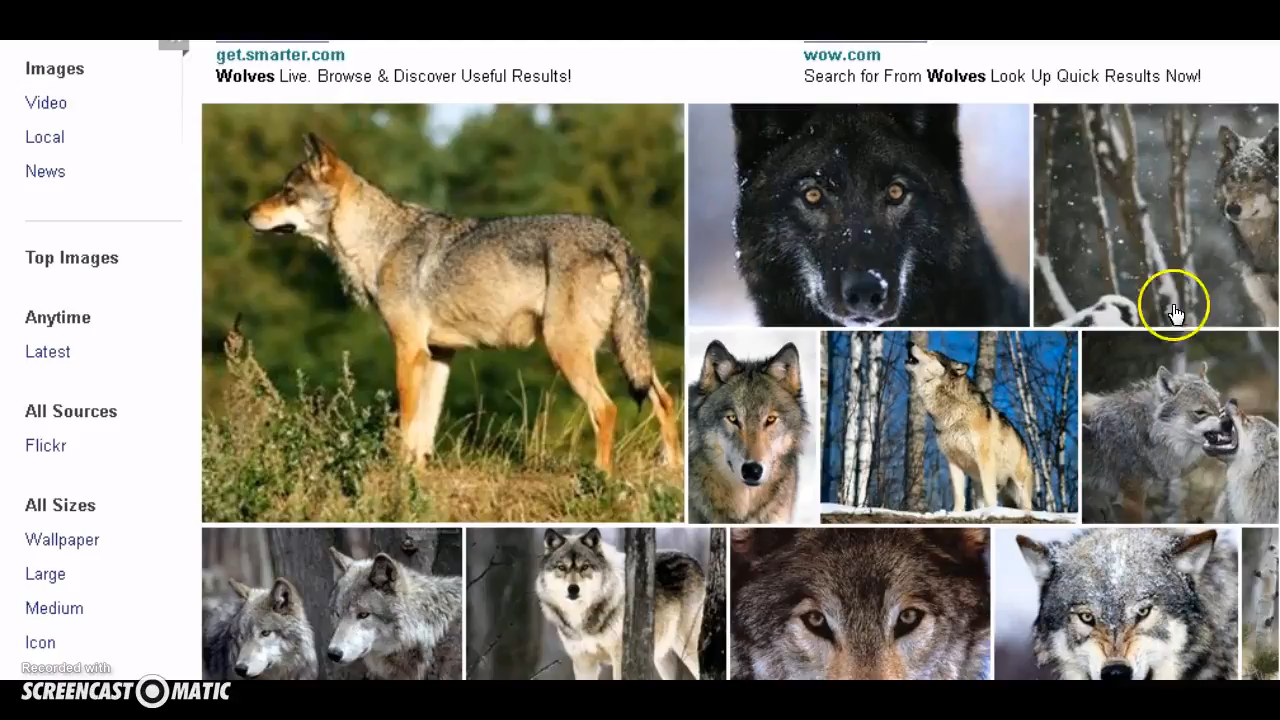 get.smarter.com
Wolves Live. Browse & Discover Useful Results!
wow.com
Search for From Wolves Look Up Quick Results Now!
Images
Video
Local
News
Top Images
Anytime
Latest
All Sources
Flickr
All Sizes
Wallpaper
Large
Medium
Icon
Recorded with
SCREENCAST MATIC